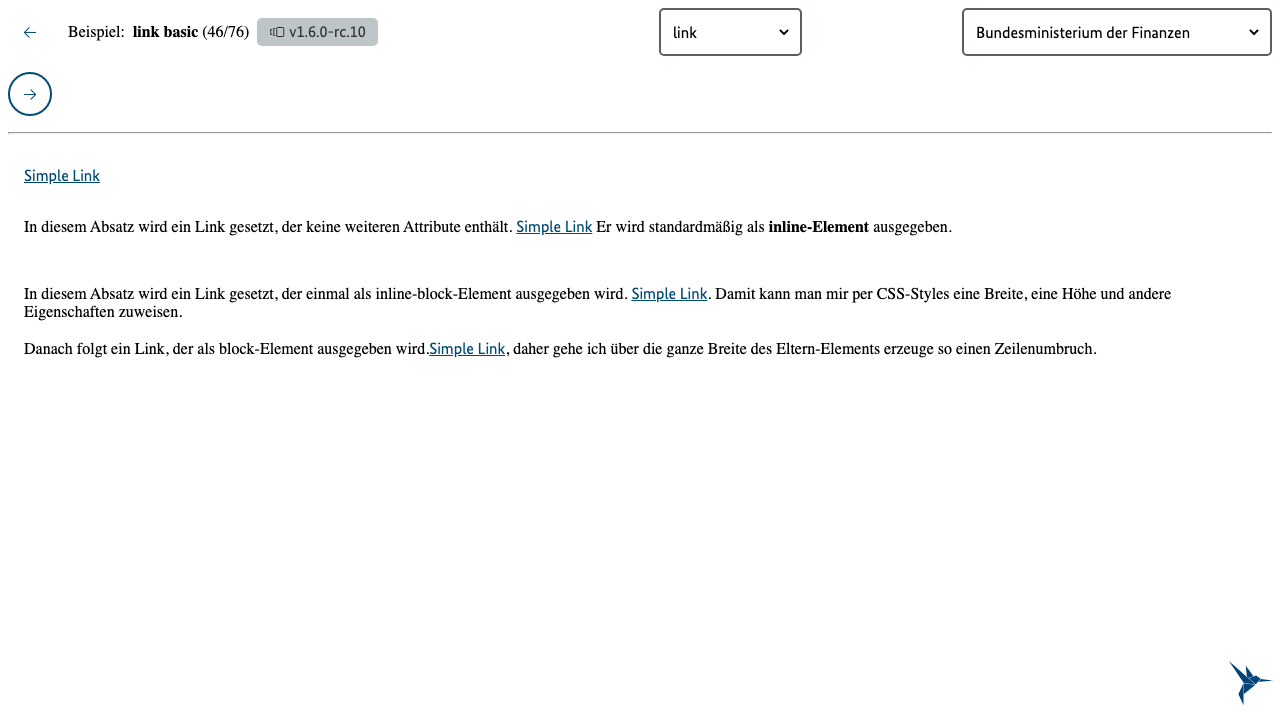 Beispiel: link basic (46/76) v1.6.0-rc.10 link Bundesministerium der Finanzen
Simple Link
In diesem Absatz wird ein Link gesetzt, der keine weiteren Attribute enthält. Simple Link Er wird standardmäßig als inline-Element ausgegeben.
In diesem Absatz wird ein Link gesetzt, der einmal als inline-block-Element ausgegeben wird. Simple Link. Damit kann man mir per CSS-Styles eine Breite, eine Höhe und andere
Eigenschaften zuweisen.
Danach folgt ein Link, der als block-Element ausgegeben wird.Simple Link, daher gehe ich über die ganze Breite des Eltern-Elements erzeuge so einen Zeilenumbruch.